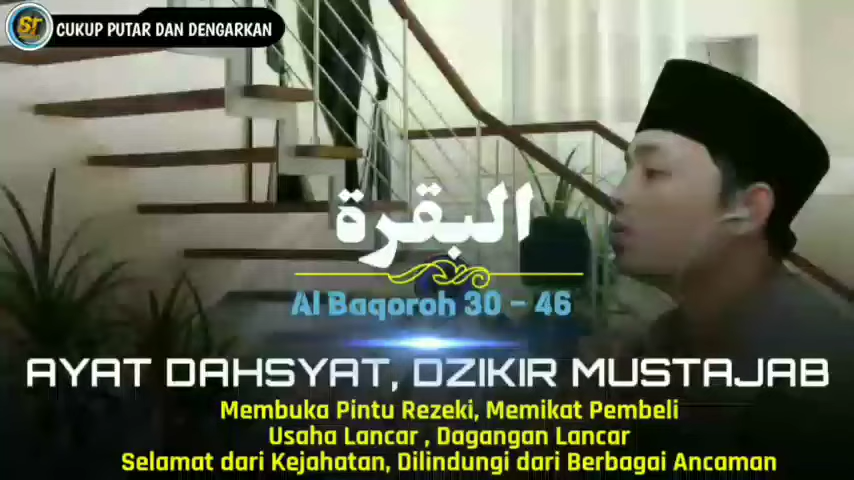 ST
CUKUP PUTAR DAN DENGARKAN
البقرة
Al Baqoroh 30 - 46
AYAT DAHSYAT, DZIKIR MUSTAJAB
Membuka Pintu Rezeki, Memikat Pembeli
Usaha Lancar , Dagangan Lancar
Selamat dari Kejahatan, Dilindungi dari Berbagai Ancaman